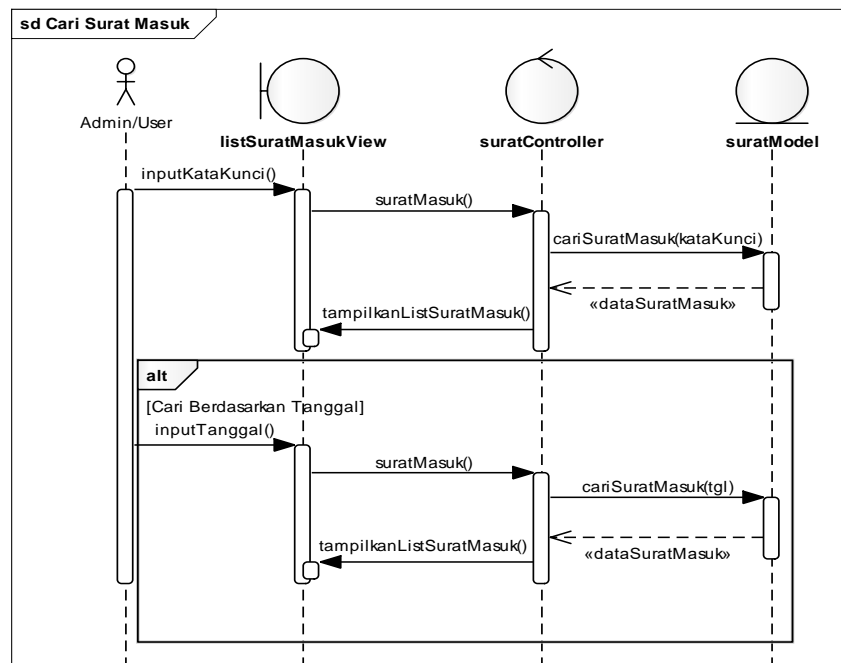 sd Cari Surat Masuk
Admin/User
listSuratMasukView
suratController
suratModel
inputKataKunci()
suratMasuk()
cariSuratMasuk(kataKunci)
«dataSuratMasuk»
tampilkanListSuratMasuk()
alt
[Cari Berdasarkan Tanggal]
inputTanggal()
suratMasuk()
cariSuratMasuk(tgl)
«dataSuratMasuk»
tampilkanListSuratMasuk()